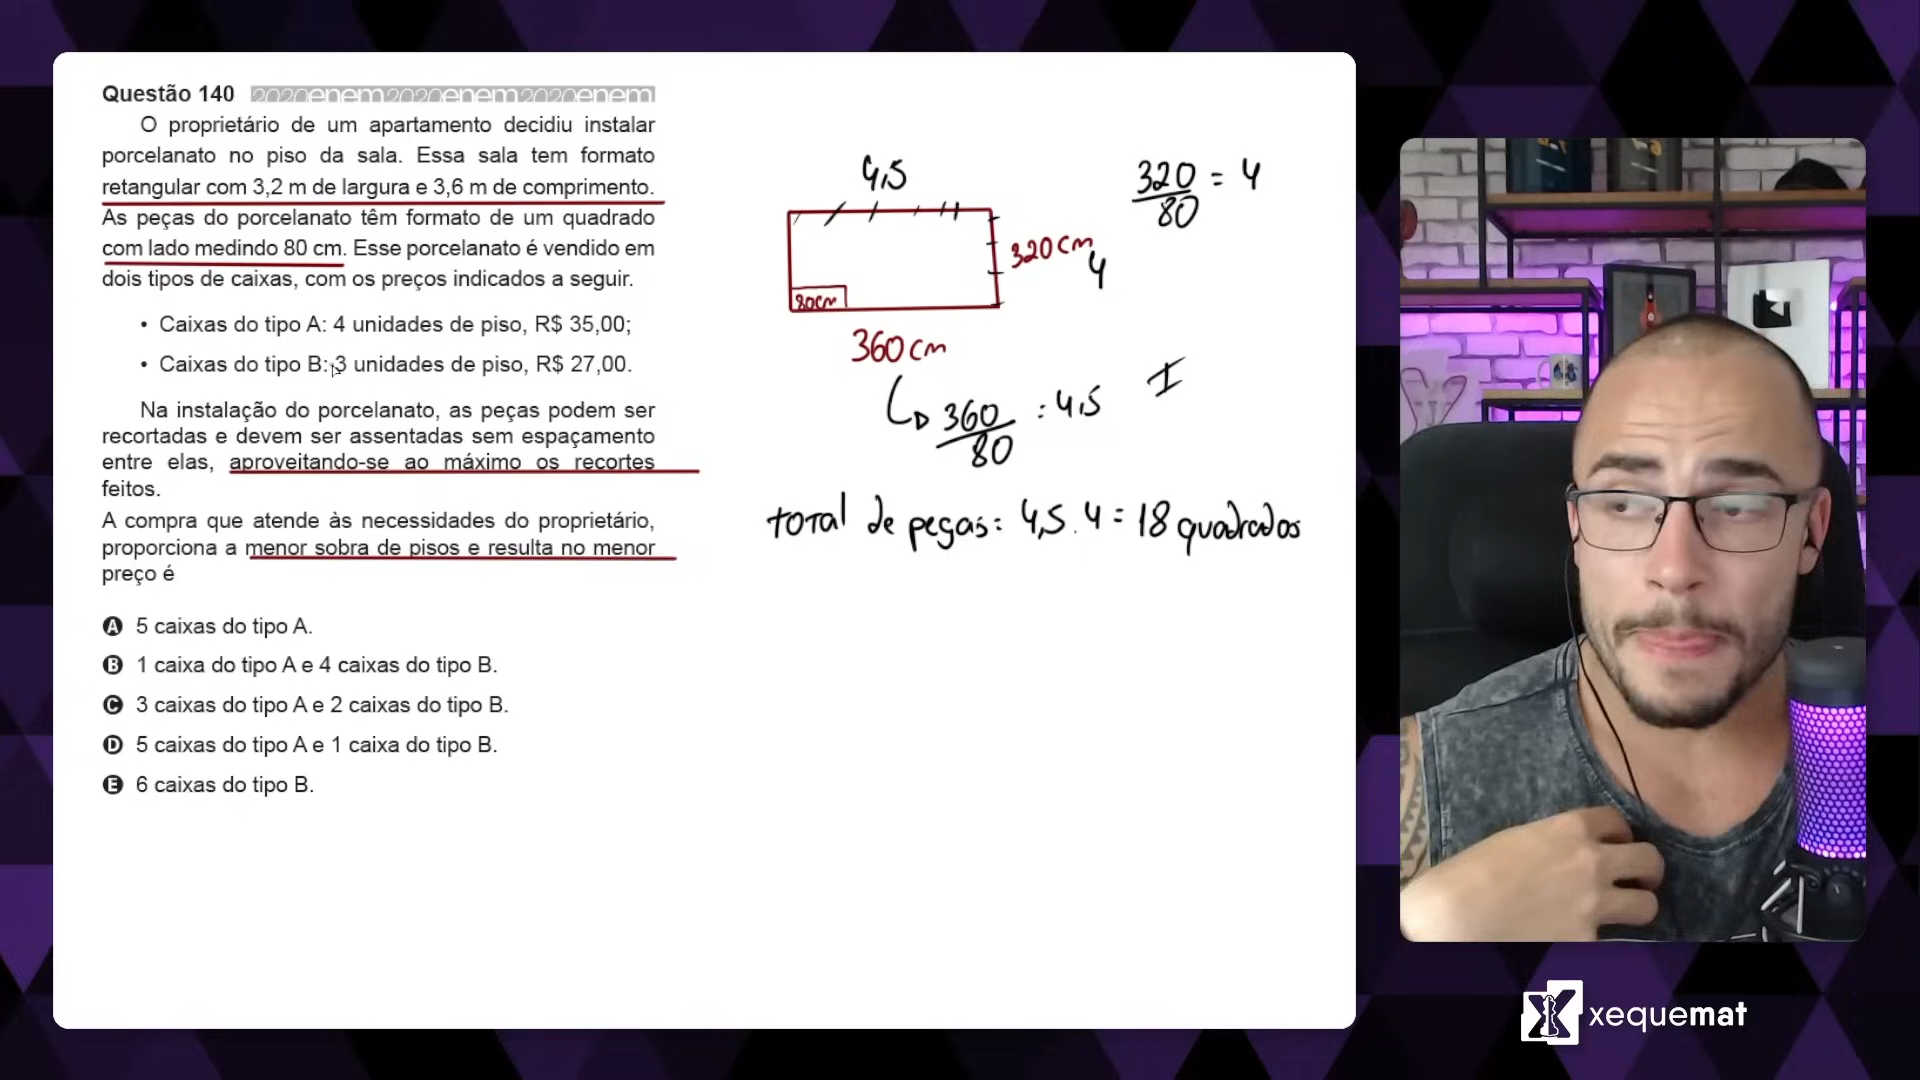 Questão 140 2020enem2020enem2020enem
O proprietário de um apartamento decidiu instalar
porcelanato no piso da sala. Essa sala tem formato
retangular com 3,2 m de largura e 3,6 m de comprimento.
As peças do porcelanato têm formato de um quadrado
com lado medindo 80 cm. Esse porcelanato é vendido em
dois tipos de caixas, com os preços indicados a seguir.
• Caixas do tipo A: 4 unidades de piso, R$ 35,00;
• Caixas do tipo B: 3 unidades de piso, R$ 27,00.
Na instalação do porcelanato, as peças podem ser
recortadas e devem ser assentadas sem espaçamento
entre elas, aproveitando-se ao máximo os recortes
feitos.
A compra que atende às necessidades do proprietário,
proporciona a menor sobra de pisos e resulta no menor
preço é
A 5 caixas do tipo A.
B 1 caixa do tipo A e 4 caixas do tipo B.
C 3 caixas do tipo A e 2 caixas do tipo B.
D 5 caixas do tipo A e 1 caixa do tipo B.
E 6 caixas do tipo B.
4,5
320/80 = 4
320cm
4
80cm
360cm
360/80 : 4,5
I
total de peças: 4,5.4 = 18 quadrados
xequemat